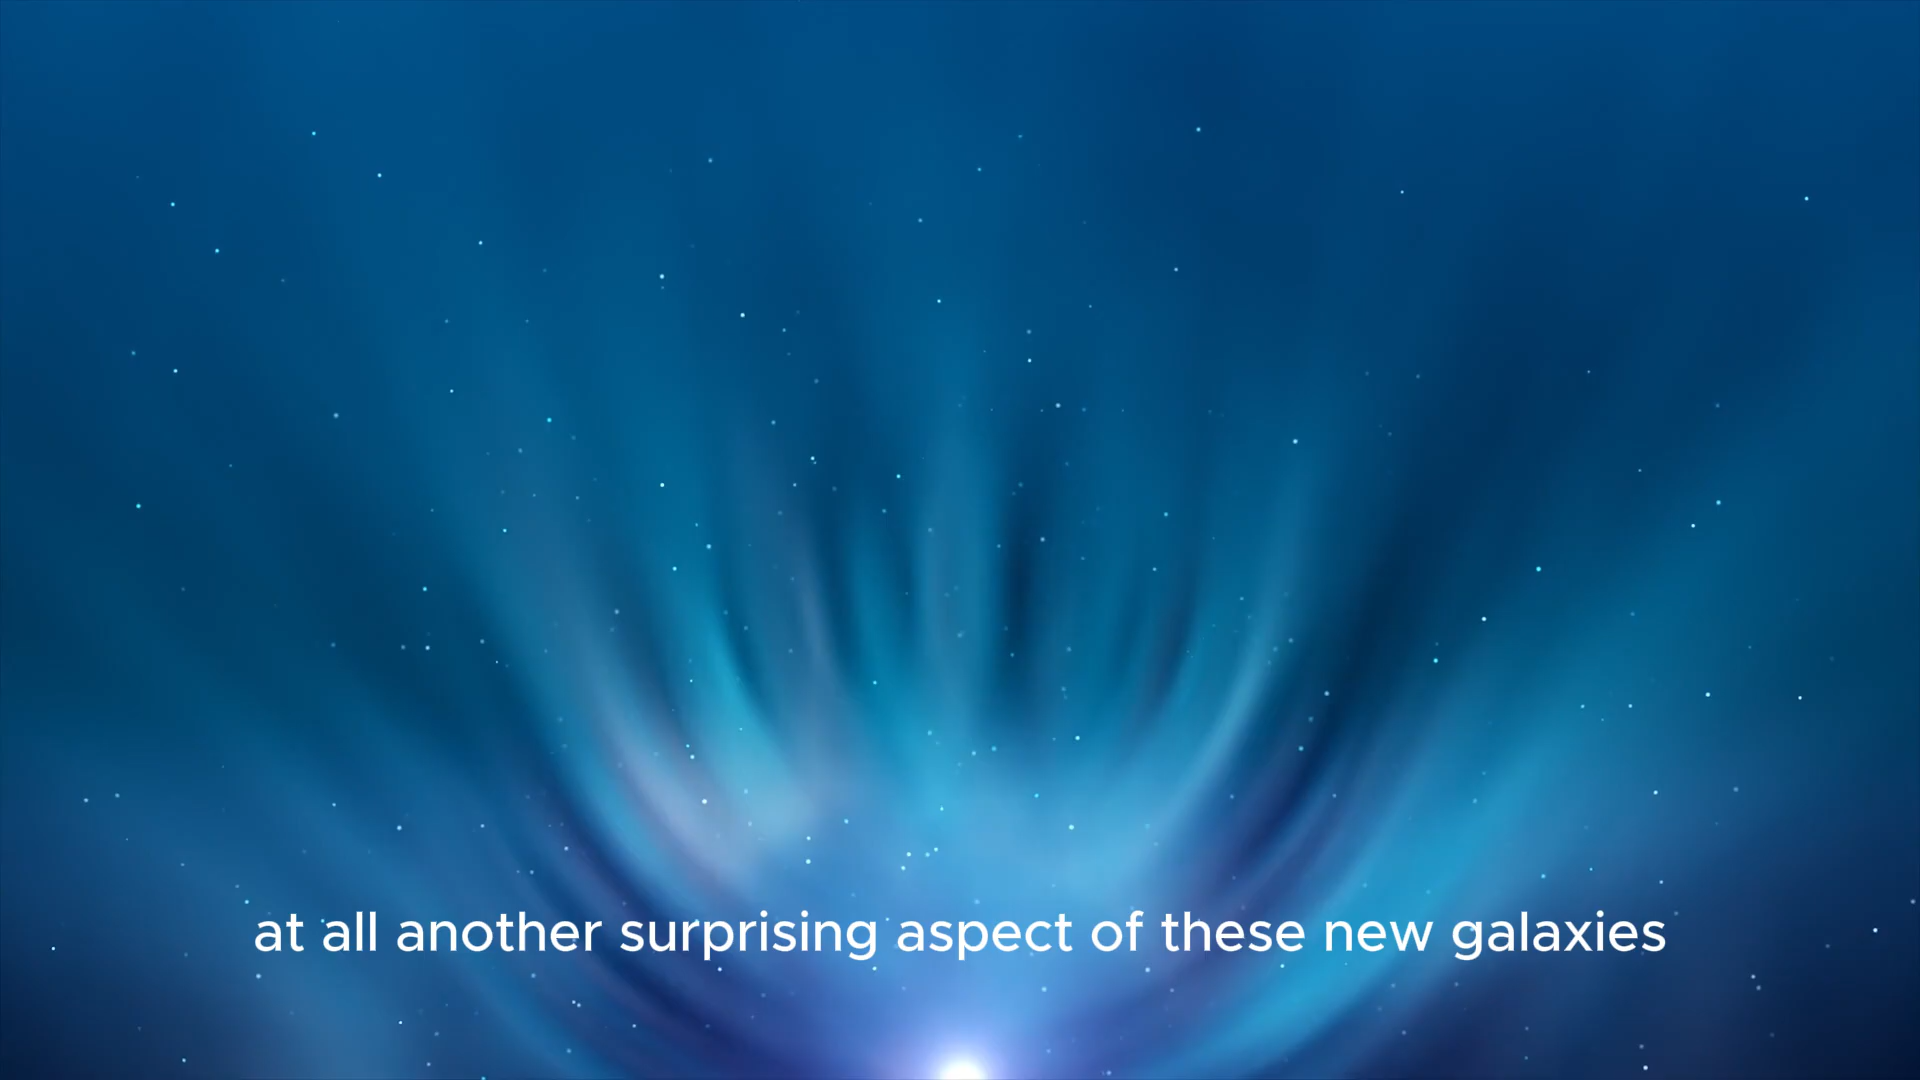 at all another surprising aspect of these new galaxies